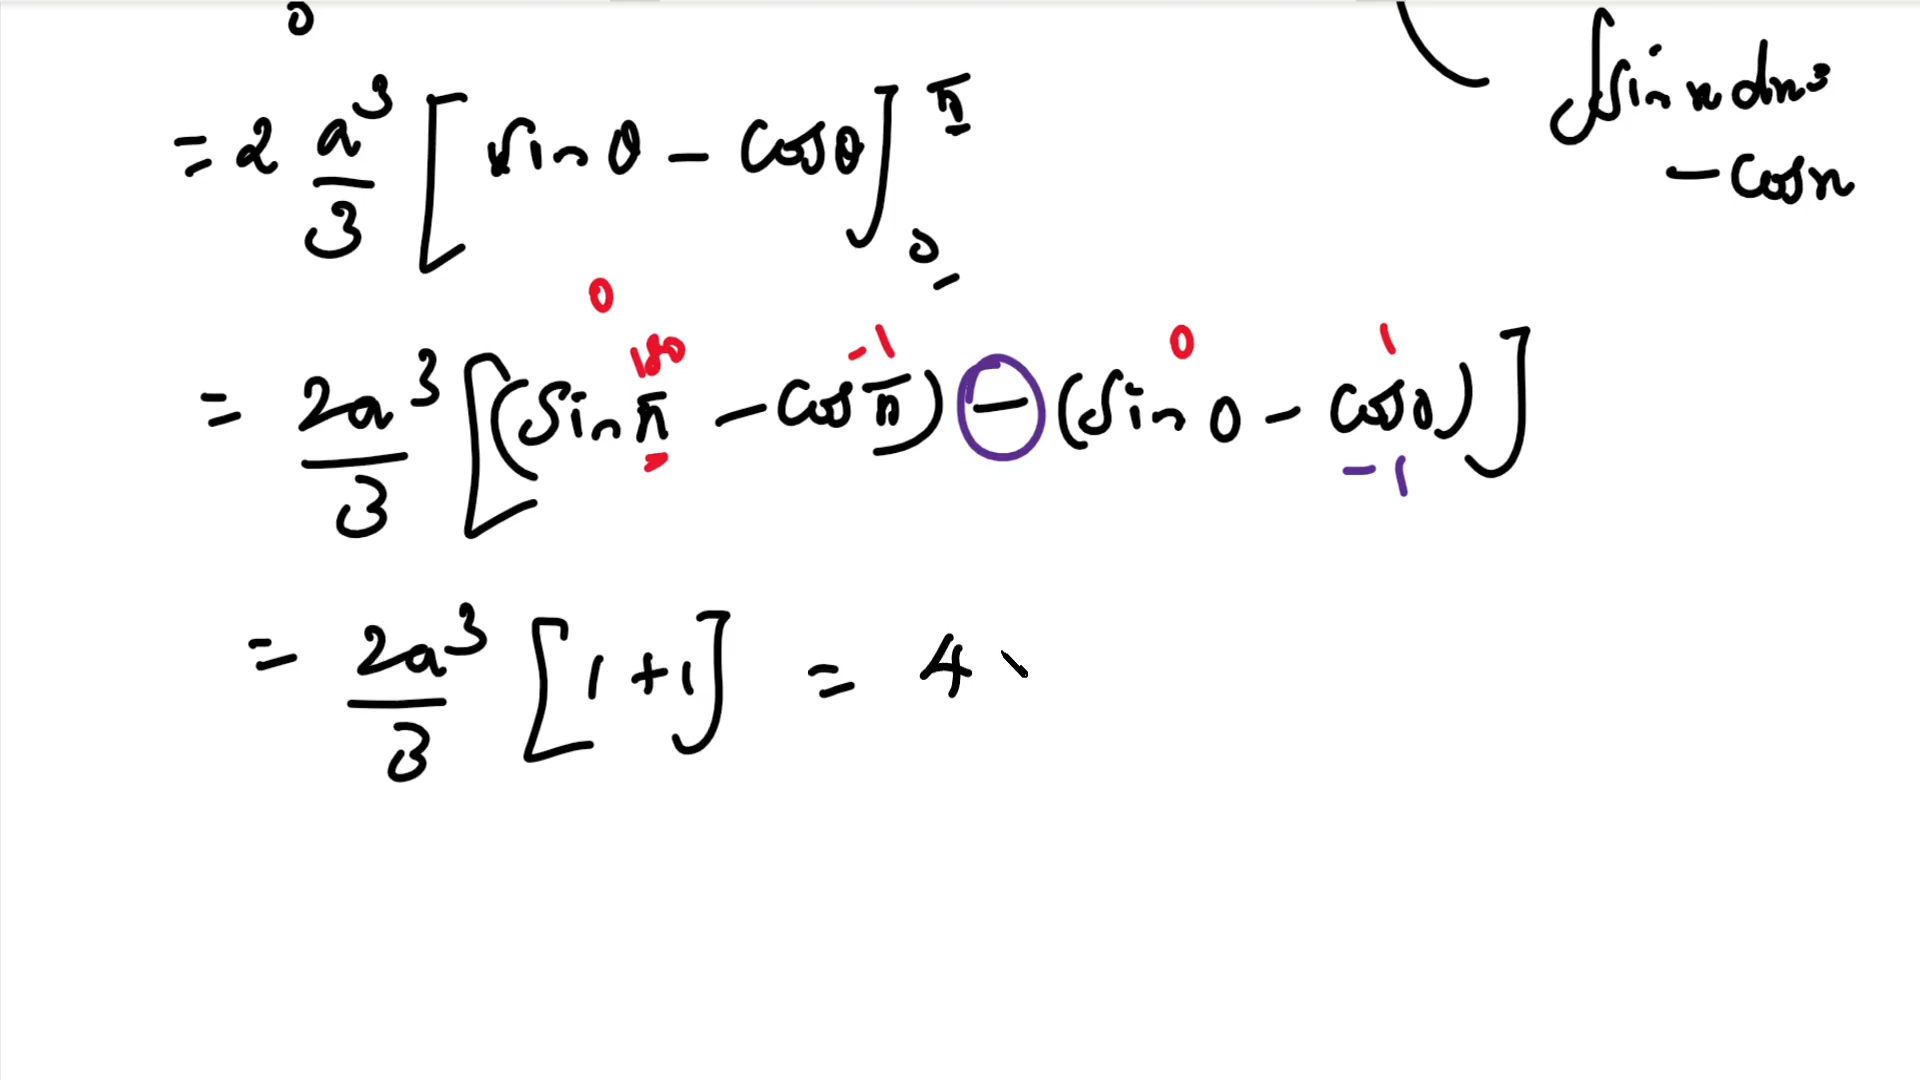 0
∫sin x dx =
- cos x
= 2 a³/3 [ sin θ - cos θ ]₀^π
0 180 -1 0 1
= 2a³/3 [(sin π - cos π) - (sin 0 - cos 0)]
-1
= 2a³/3 [1+1] = 4